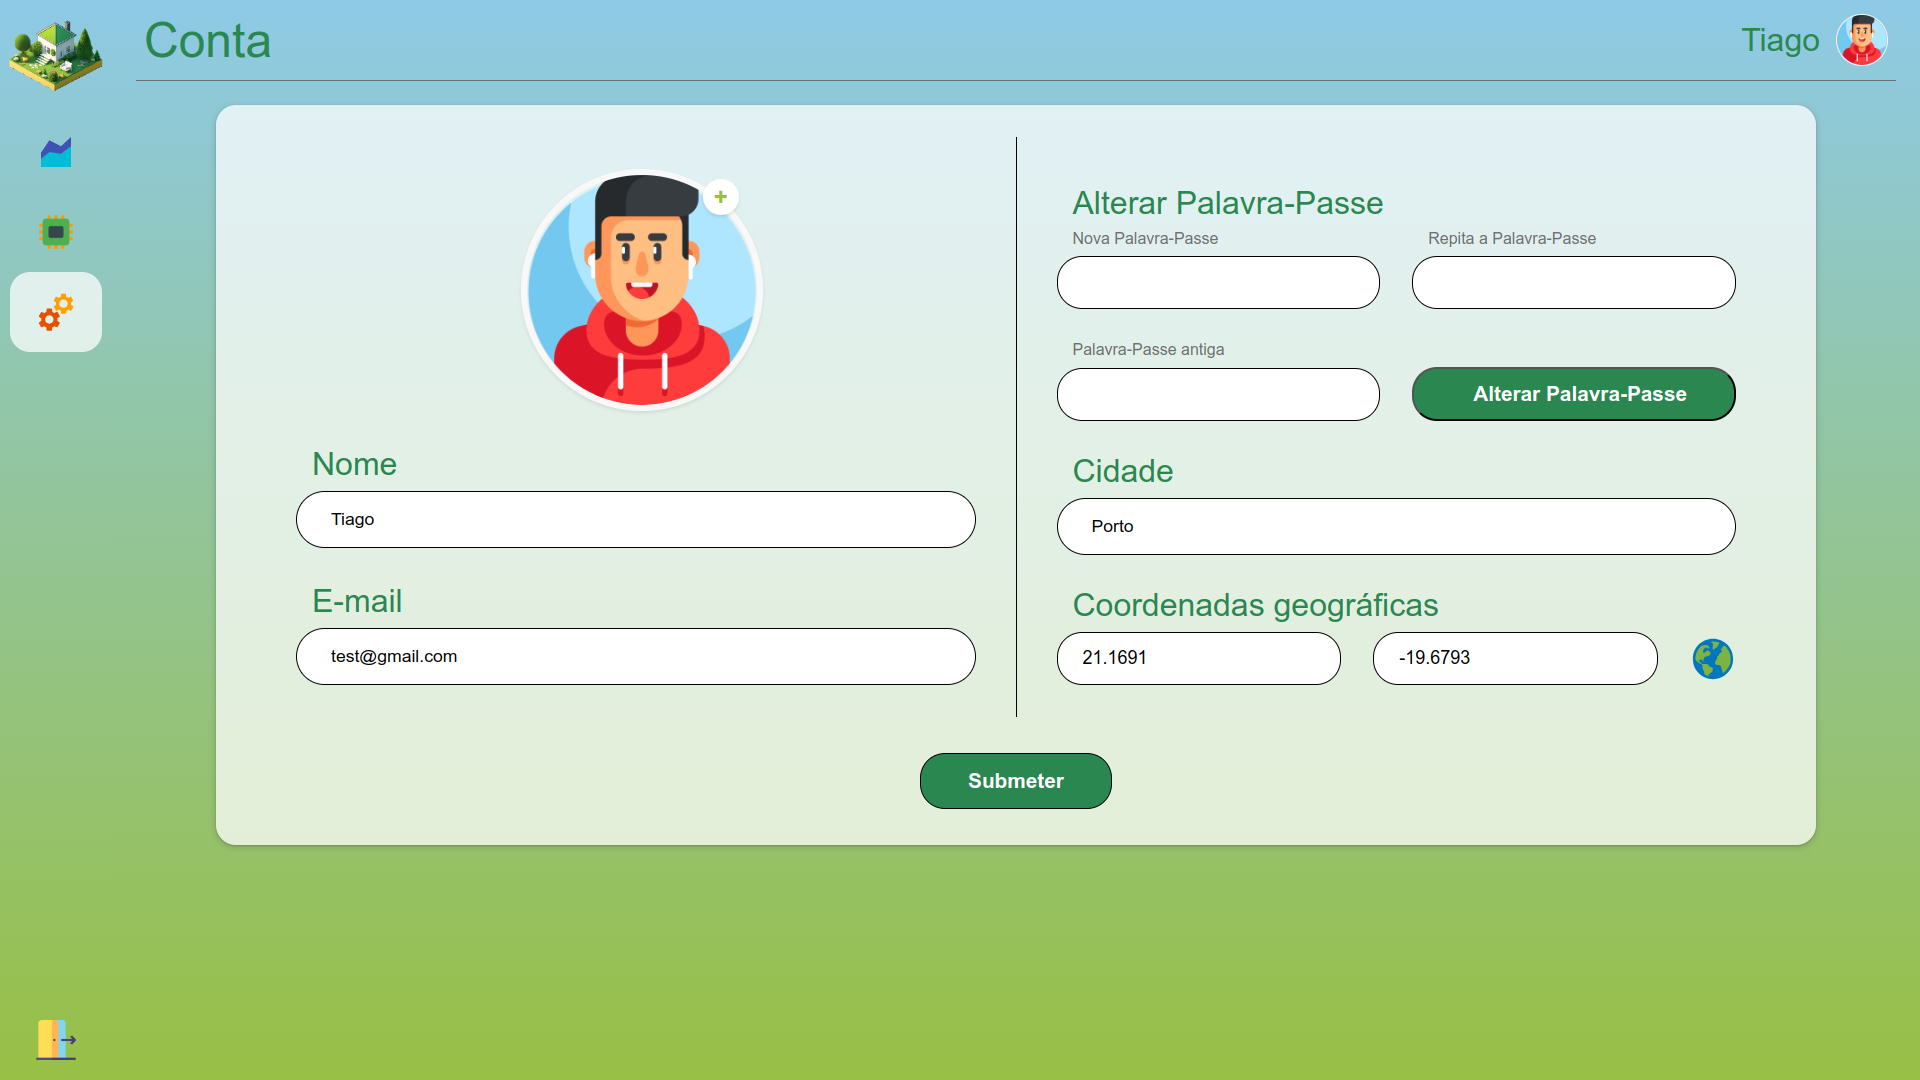 Conta
Tiago
+
Nome
Tiago
E-mail
test@gmail.com
Alterar Palavra-Passe
Nova Palavra-Passe
Repita a Palavra-Passe
Palavra-Passe antiga
Alterar Palavra-Passe
Cidade
Porto
Coordenadas geográficas
21.1691
-19.6793
Submeter